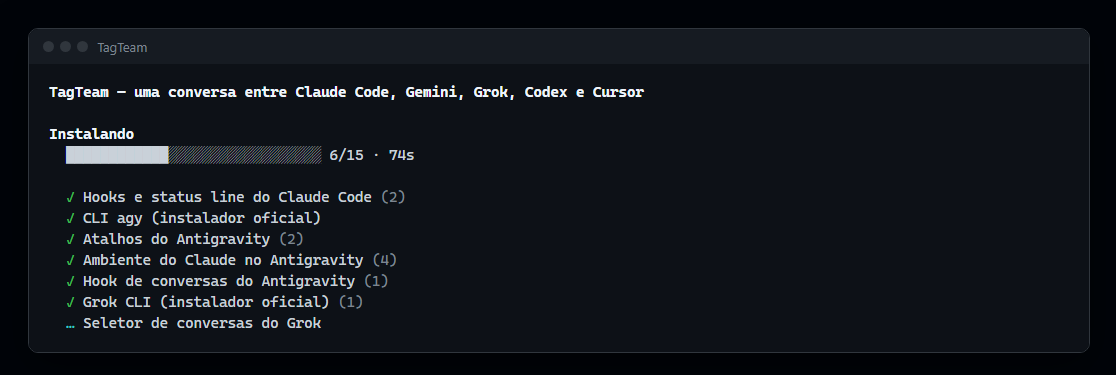 TagTeam
TagTeam — uma conversa entre Claude Code, Gemini, Grok, Codex e Cursor
Instalando
6/15 · 74s
✓ Hooks e status line do Claude Code (2)
✓ CLI agy (instalador oficial)
✓ Atalhos do Antigravity (2)
✓ Ambiente do Claude no Antigravity (4)
✓ Hook de conversas do Antigravity (1)
✓ Grok CLI (instalador oficial) (1)
… Seletor de conversas do Grok